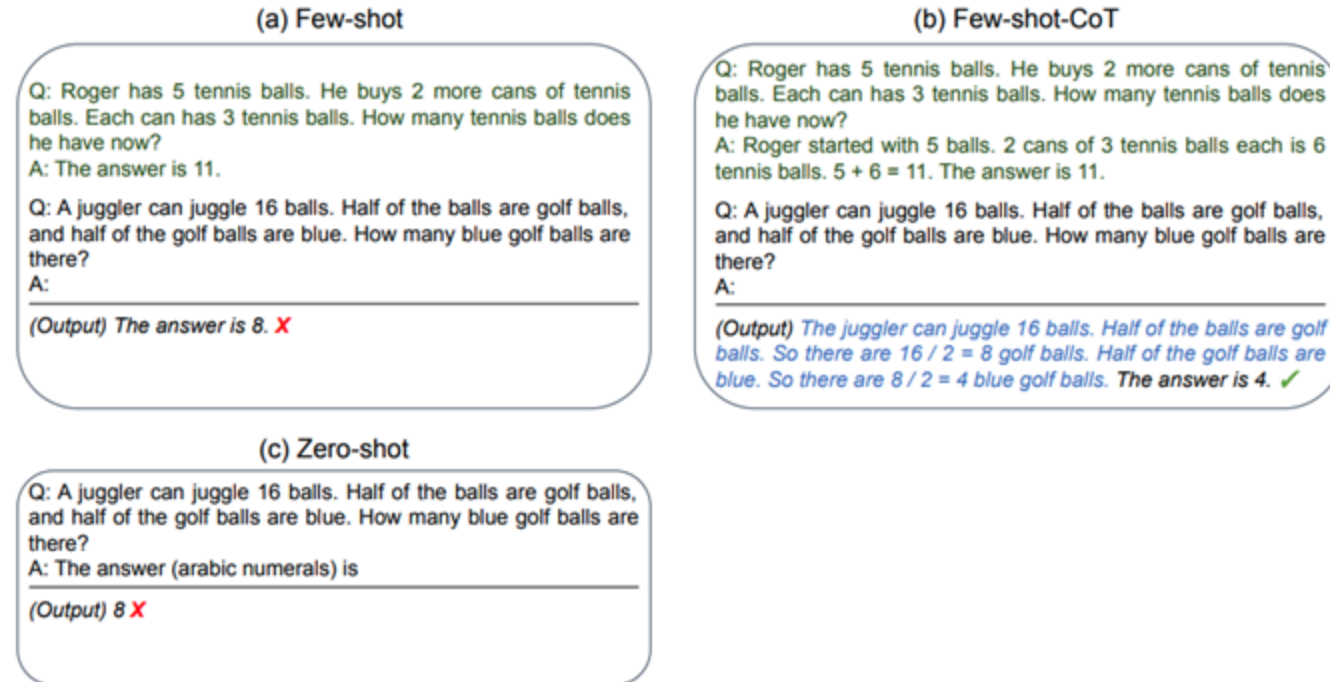 (a) Few-shot
Q: Roger has 5 tennis balls. He buys 2 more cans of tennis
balls. Each can has 3 tennis balls. How many tennis balls does
he have now?
A: The answer is 11.
Q: A juggler can juggle 16 balls. Half of the balls are golf balls,
and half of the golf balls are blue. How many blue golf balls are
there?
A:
(Output) The answer is 8. X
(b) Few-shot-CoT
Q: Roger has 5 tennis balls. He buys 2 more cans of tennis
balls. Each can has 3 tennis balls. How many tennis balls does
he have now?
A: Roger started with 5 balls. 2 cans of 3 tennis balls each is 6
tennis balls. 5 + 6 = 11. The answer is 11.
Q: A juggler can juggle 16 balls. Half of the balls are golf balls,
and half of the golf balls are blue. How many blue golf balls are
there?
A:
(Output) The juggler can juggle 16 balls. Half of the balls are golf
balls. So there are 16 / 2 = 8 golf balls. Half of the golf balls are
blue. So there are 8 / 2 = 4 blue golf balls. The answer is 4. ✓
(c) Zero-shot
Q: A juggler can juggle 16 balls. Half of the balls are golf balls,
and half of the golf balls are blue. How many blue golf balls are
there?
A: The answer (arabic numerals) is
(Output) 8 X